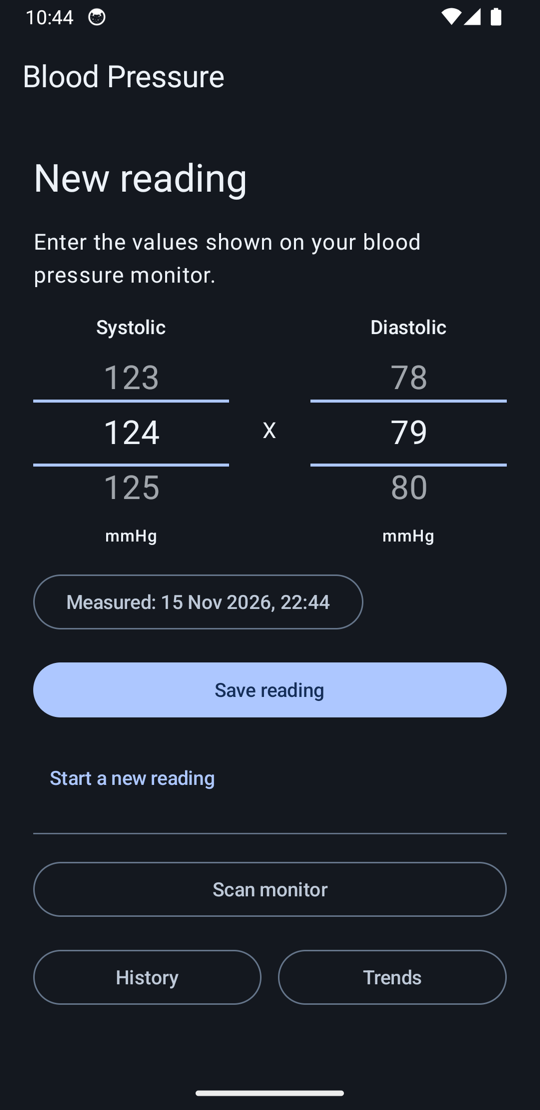 10:44
Blood Pressure
New reading
Enter the values shown on your blood
pressure monitor.
Systolic
Diastolic
123
78
124
X
79
125
80
mmHg
mmHg
Measured: 15 Nov 2026, 22:44
Save reading
Start a new reading
Scan monitor
History
Trends